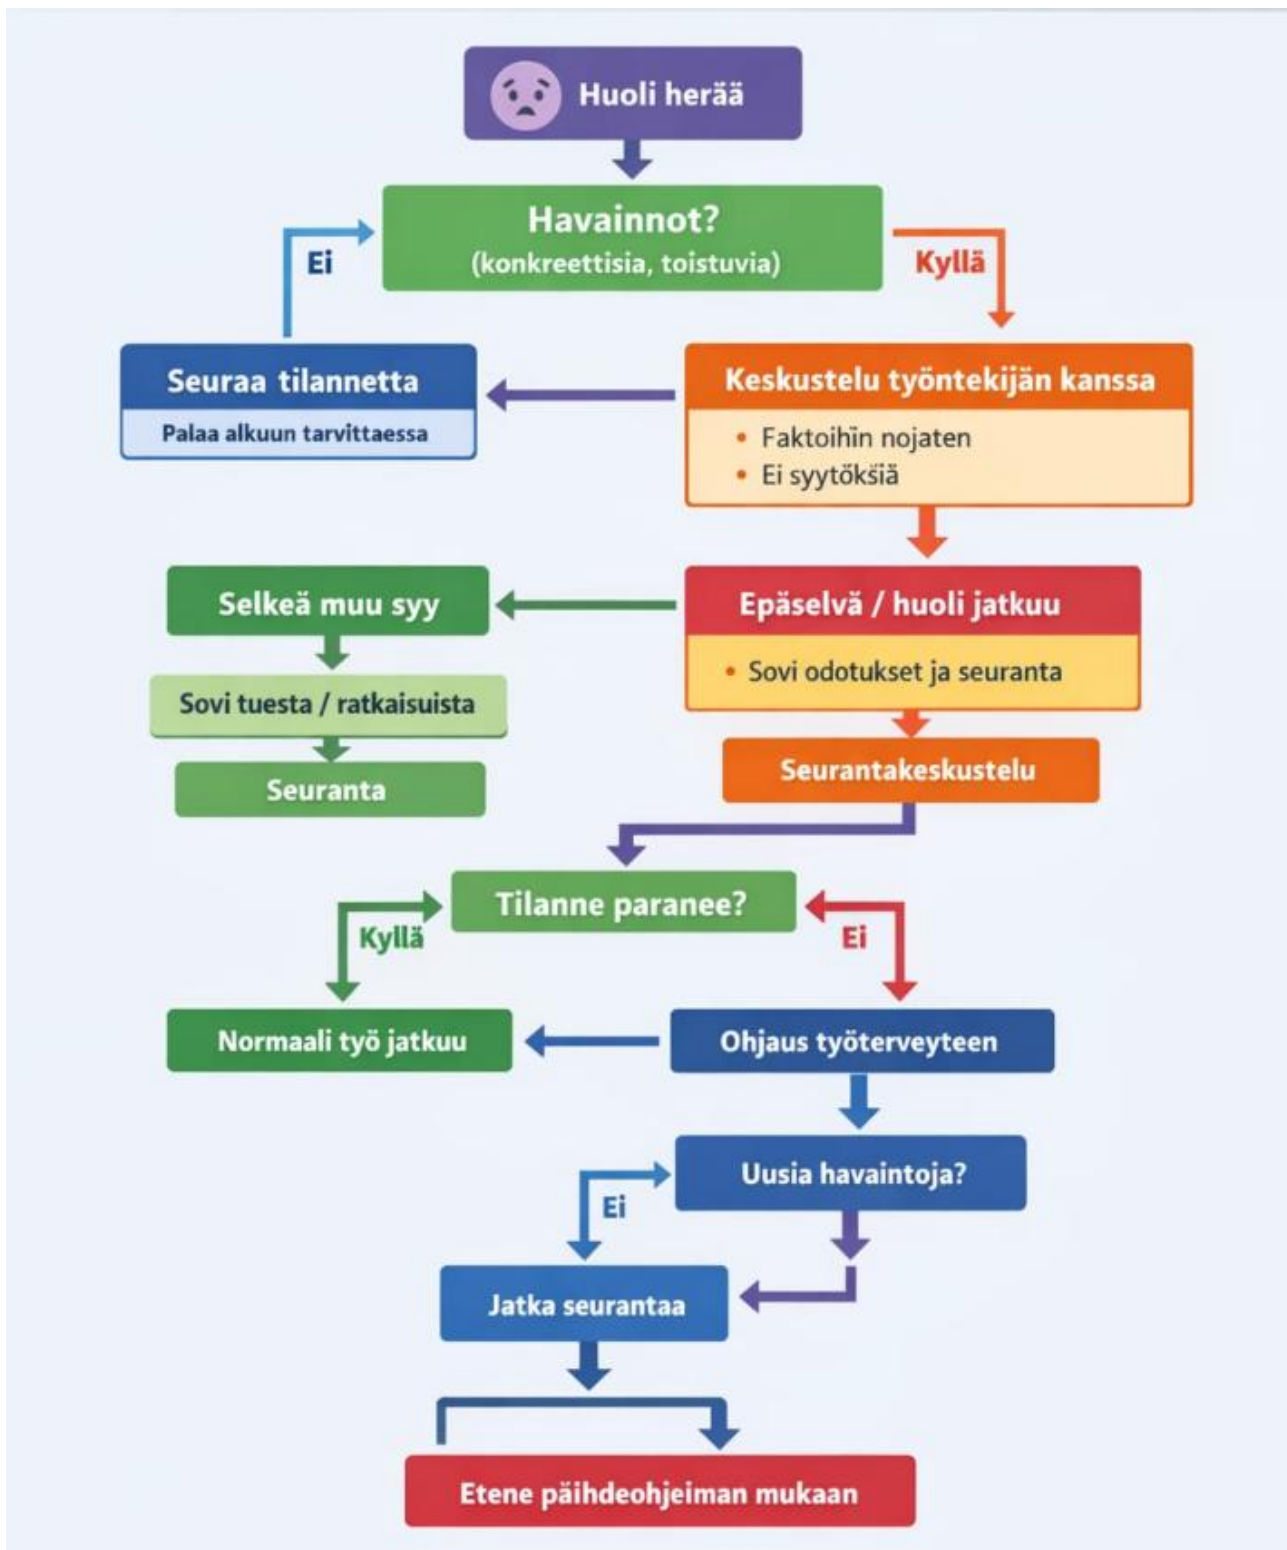 Huoli herää
Havainnot?
(konkreettisia, toistuvia)
Ei
Kyllä
Seuraa tilannetta
Palaa alkuun tarvittaessa
Keskustelu työntekijän kanssa
• Faktoihin nojaten
• Ei syytöksiä
Selkeä muu syy
Epäselvä / huoli jatkuu
• Sovi odotukset ja seuranta
Sovi tuesta / ratkaisuista
Seuranta
Seurantakeskustelu
Tilanne paranee?
Kyllä
Ei
Normaali työ jatkuu
Ohjaus työterveyteen
Uusia havaintoja?
Ei
Jatka seurantaa
Etene päihdeohjeiman mukaan